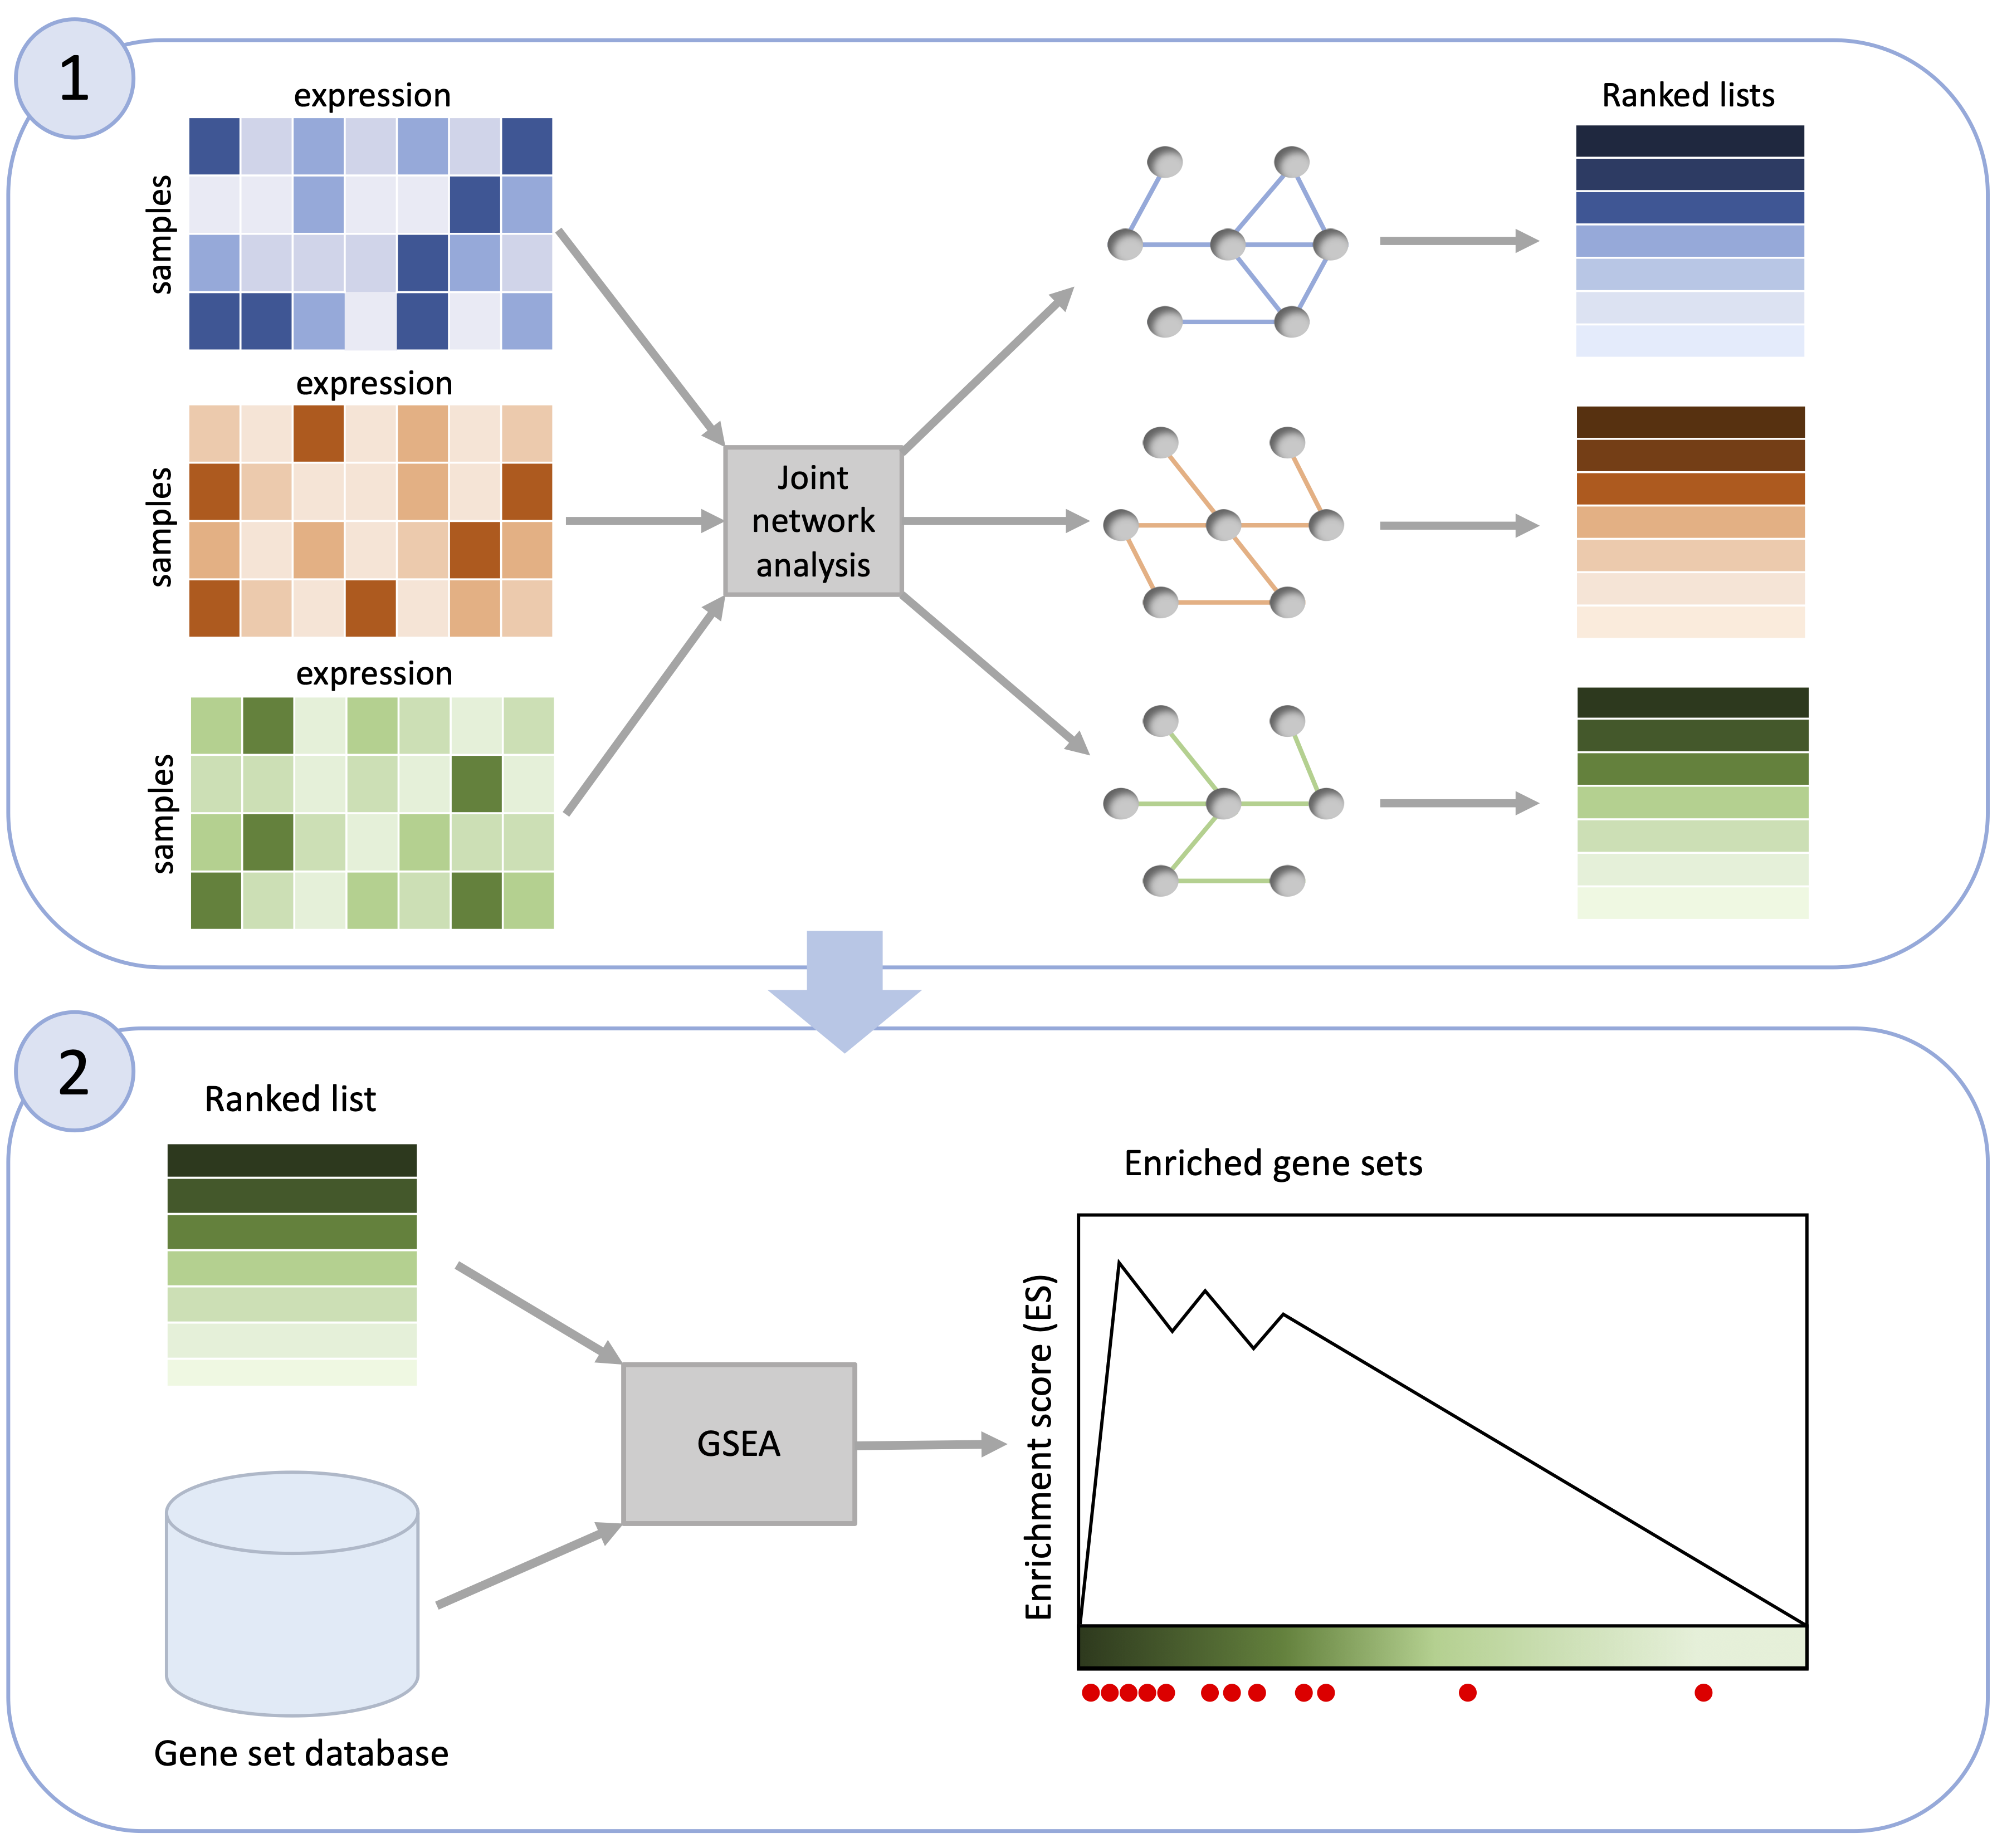 1
expression
samples
expression
samples
expression
samples
Joint
network
analysis
Ranked lists
2
Ranked list
Gene set database
GSEA
Enriched gene sets
Enrichment score (ES)